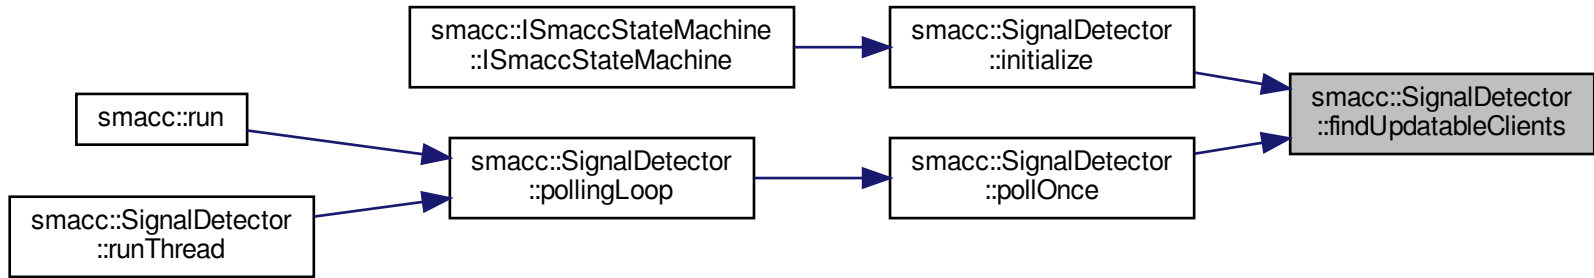 smacc::ISmaccStateMachine
::ISmaccStateMachine
smacc::SignalDetector
::initialize
smacc::SignalDetector
::findUpdatableClients
smacc::run
smacc::SignalDetector
::pollingLoop
smacc::SignalDetector
::pollOnce
smacc::SignalDetector
::runThread